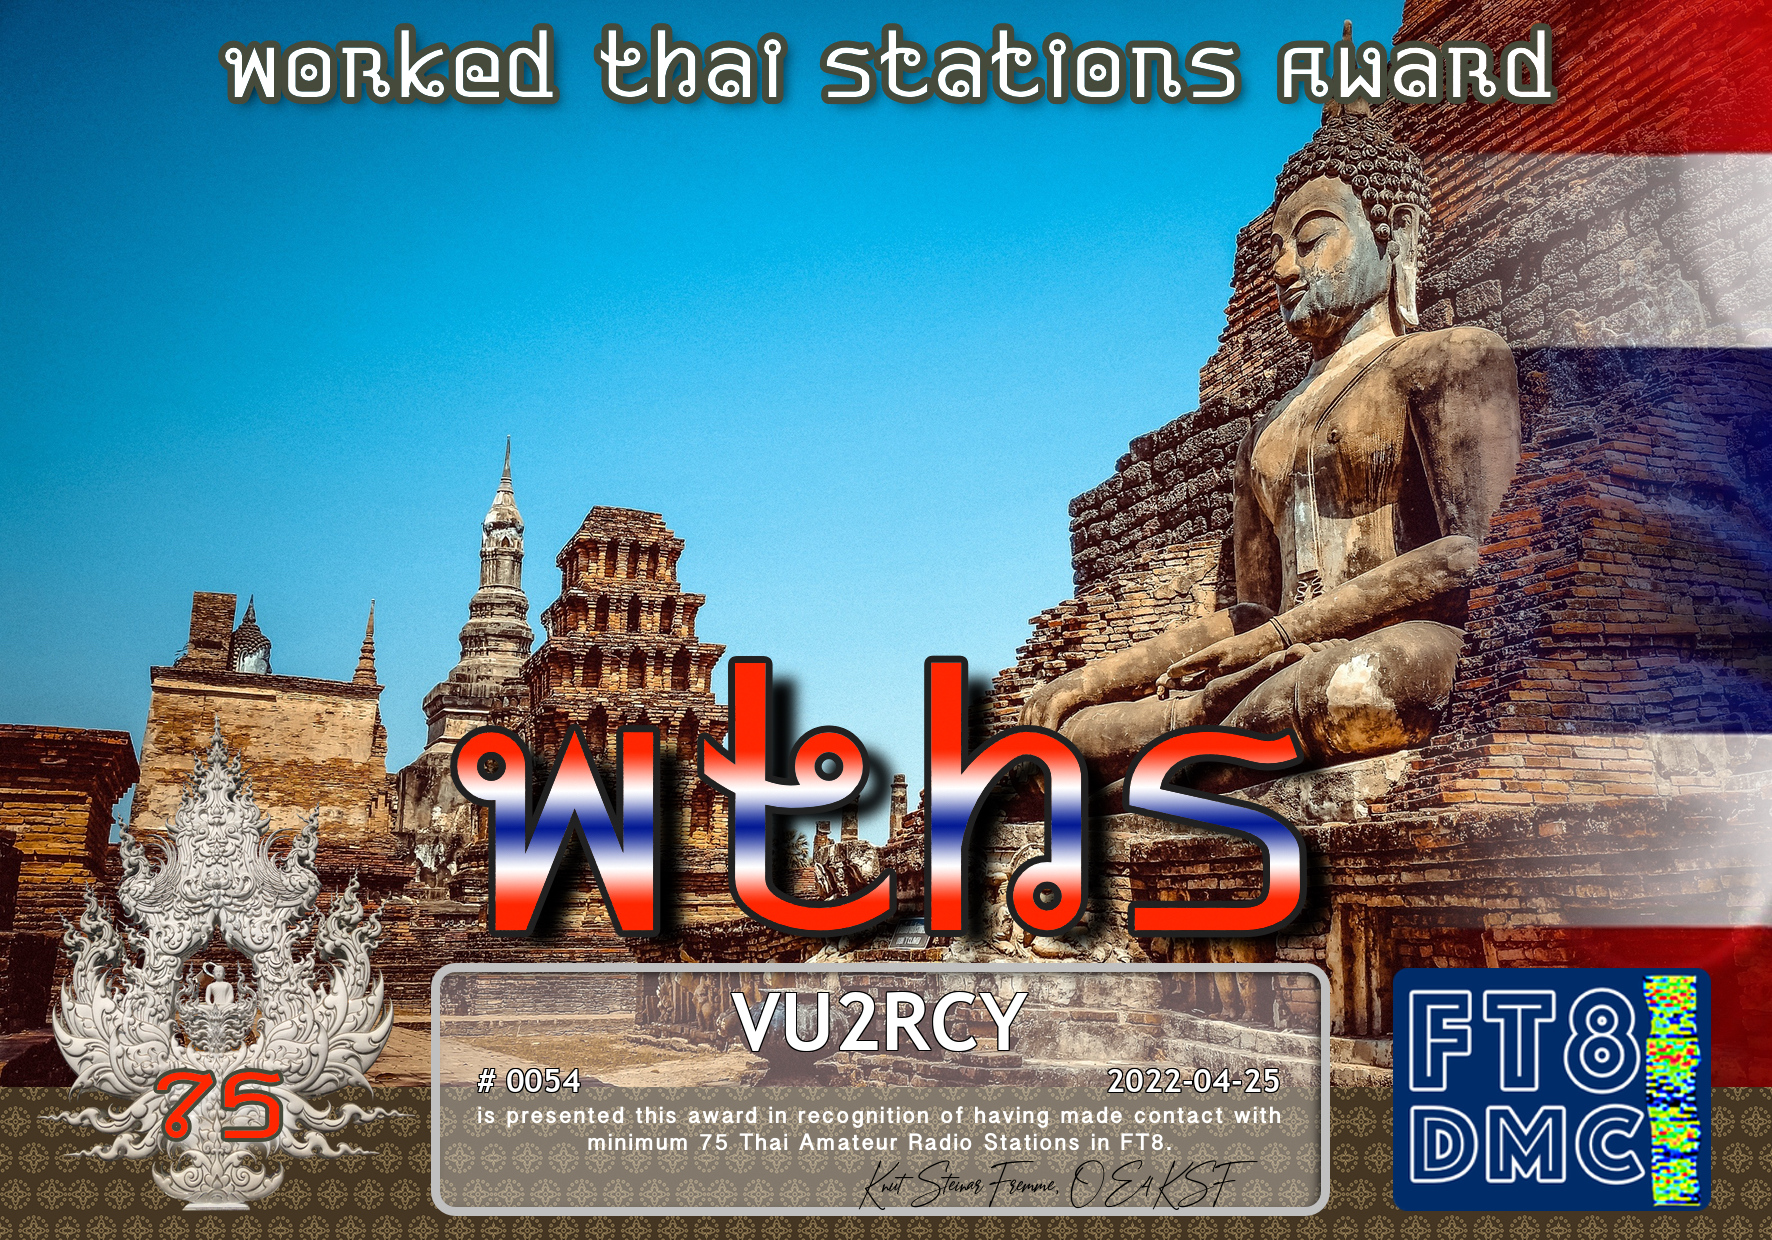 worked thai stations award
wths
75
VU2RCY
# 0054 2022-04-25
is presented this award in recognition of having made contact with
minimum 75 Thai Amateur Radio Stations in FT8.
Knut Steinar Fremme, OE4KSF
FT8
DMC